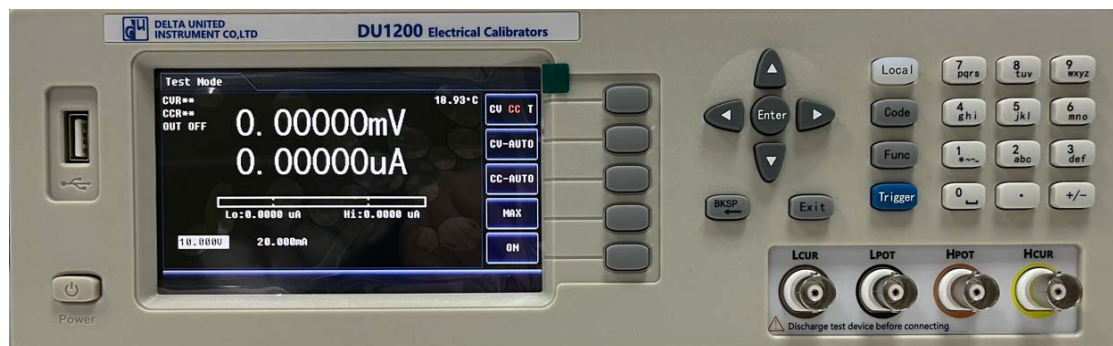 DELTA UNITED
INSTRUMENT CO,LTD
DU1200 Electrical Calibrators
Test Mode
CVR**
CCR**
OUT OFF
18.93·C
0.00000mV
0.00000uA
Lo:0.0000 uA Hi:0.0000 uA
10.000V 20.000mA
CV CC T
CV-AUTO
CC-AUTO
MAX
ON
Power
Enter
BKSP
Exit
Local
7 pqrs
8 tuv
9 wxyz
Code
4 ghi
5 jkl
6 mno
Func
1 *~-_
2 abc
3 def
Trigger
0
.
+/-
LCUR LPOT HPOT HCUR
Discharge test device before connecting